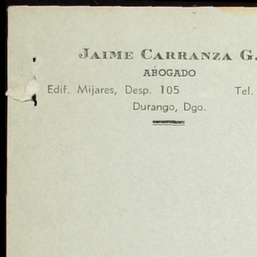 JAIME CARRANZA G.
ABOGADO
Edif. Mijares, Desp. 105 Tel.
Durango, Dgo.